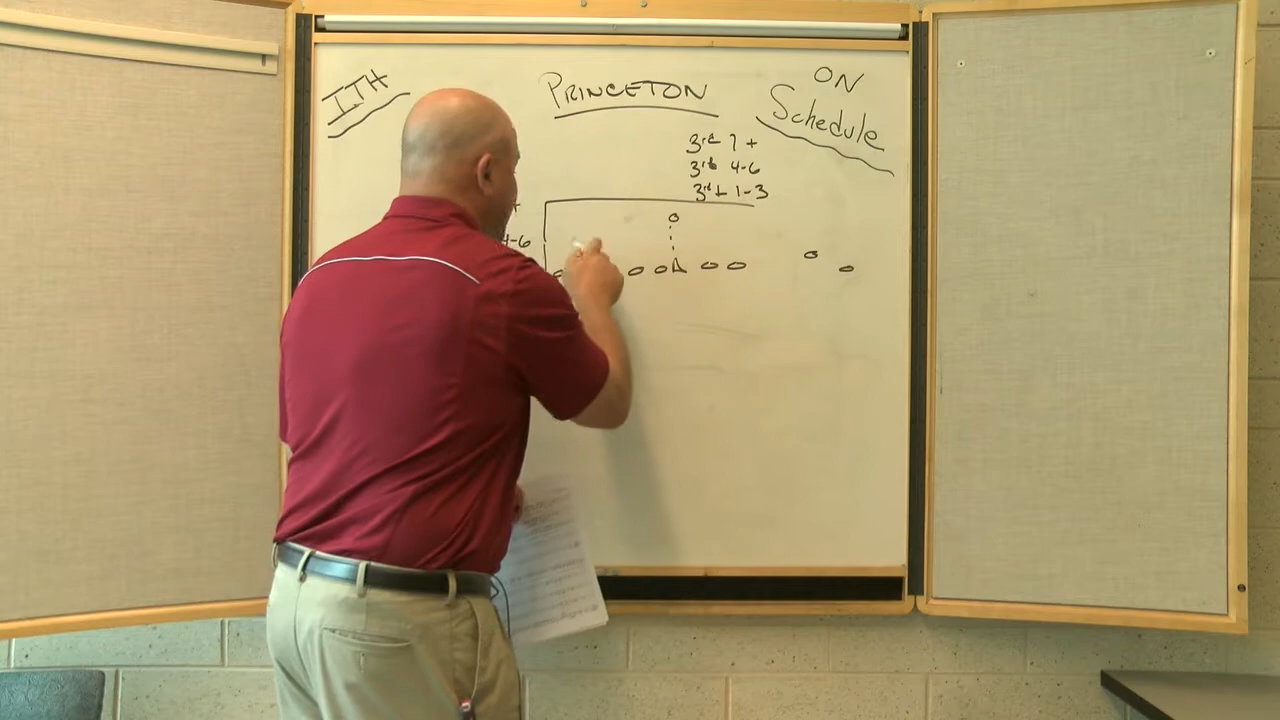 ITH
PRINCETON
ON
Schedule
3rd 7+
3rd 4-6
3rd 1-3
+
4-6